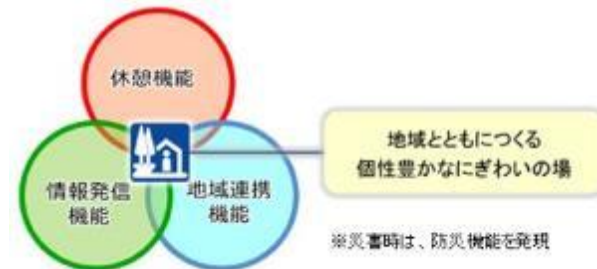 休憩機能
情報発信
機能
地域連携
機能
地域とともにつくる
個性豊かなにぎわいの場
※災害時は、防災機能を発現